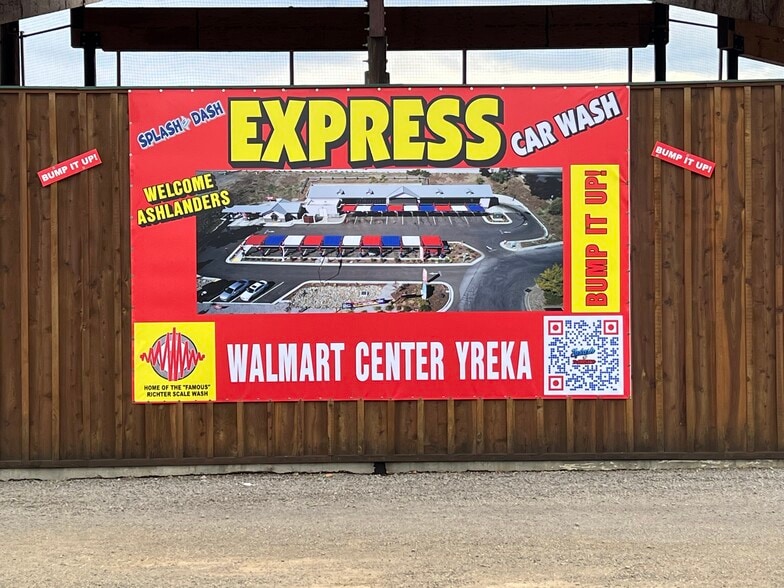 SPLASH & DASH
EXPRESS
CAR WASH
BUMP IT UP!
BUMP IT UP!
WELCOME
ASHLANDERS
BUMP IT UP!
HOME OF THE "FAMOUS"
RICHTER SCALE WASH
WALMART CENTER YREKA